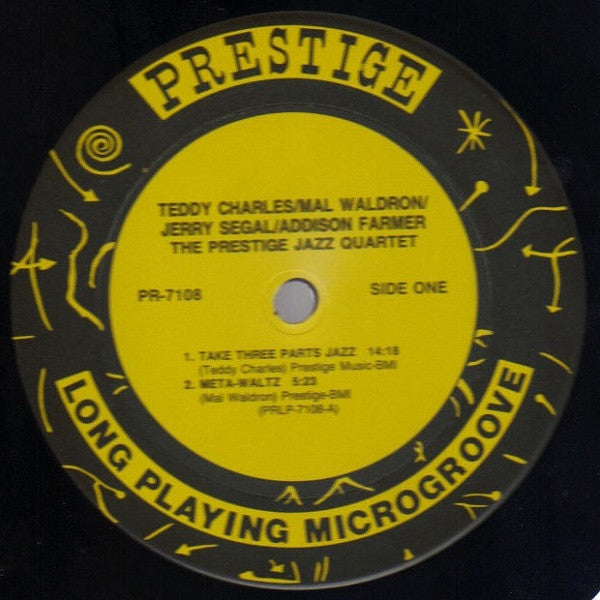 PRESTIGE
TEDDY CHARLES/MAL WALDRON/
JERRY SEGAL/ADDISON FARMER
THE PRESTIGE JAZZ QUARTET
PR-7108
SIDE ONE
1. TAKE THREE PARTS JAZZ 14:18
(Teddy Charles) Prestige Music-BMI
2. META-WALTZ 5:23
(Mal Waldron) Prestige-BMI
(PRLP-7108-A)
LONG PLAYING MICROGROOVE